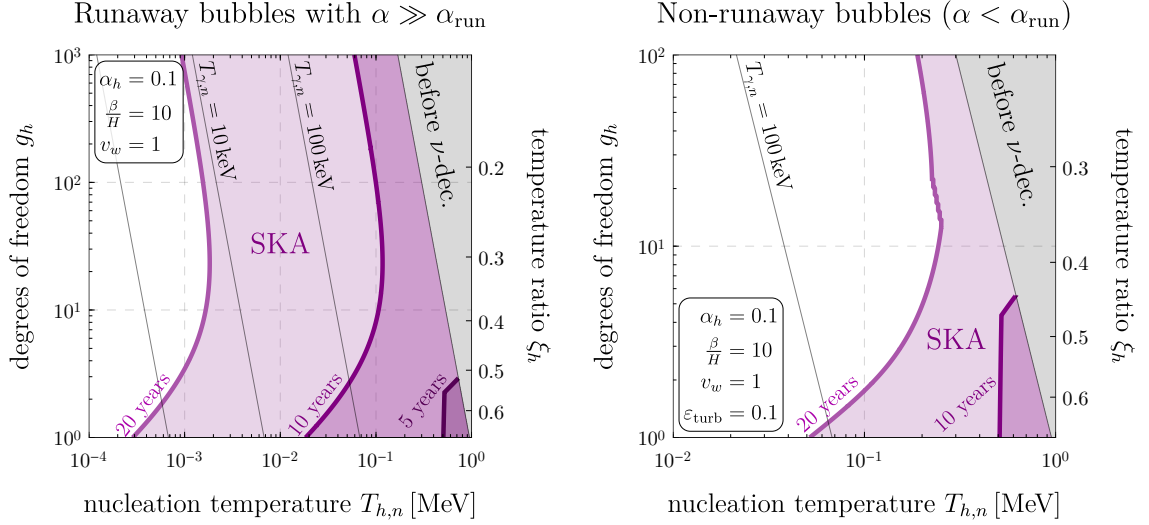 Runaway bubbles with α ≫ α_run
degrees of freedom g_h
10^3
10^2
10^1
10^0
α_h = 0.1
β/H = 10
v_w = 1
T_γ,n = 10 keV
T_γ,n = 100 keV
before ν-dec.
SKA
20 years
10 years
5 years
0.2
0.3
0.4
0.5
0.6
temperature ratio ξ_h
10^-4
10^-3
10^-2
10^-1
10^0
nucleation temperature T_h,n [MeV]
Non-runaway bubbles (α < α_run)
degrees of freedom g_h
10^2
10^1
10^0
T_γ,n = 100 keV
before ν-dec.
α_h = 0.1
β/H = 10
v_w = 1
ε_turb = 0.1
SKA
20 years
10 years
0.3
0.4
0.5
0.6
temperature ratio ξ_h
10^-2
10^-1
10^0
nucleation temperature T_h,n [MeV]